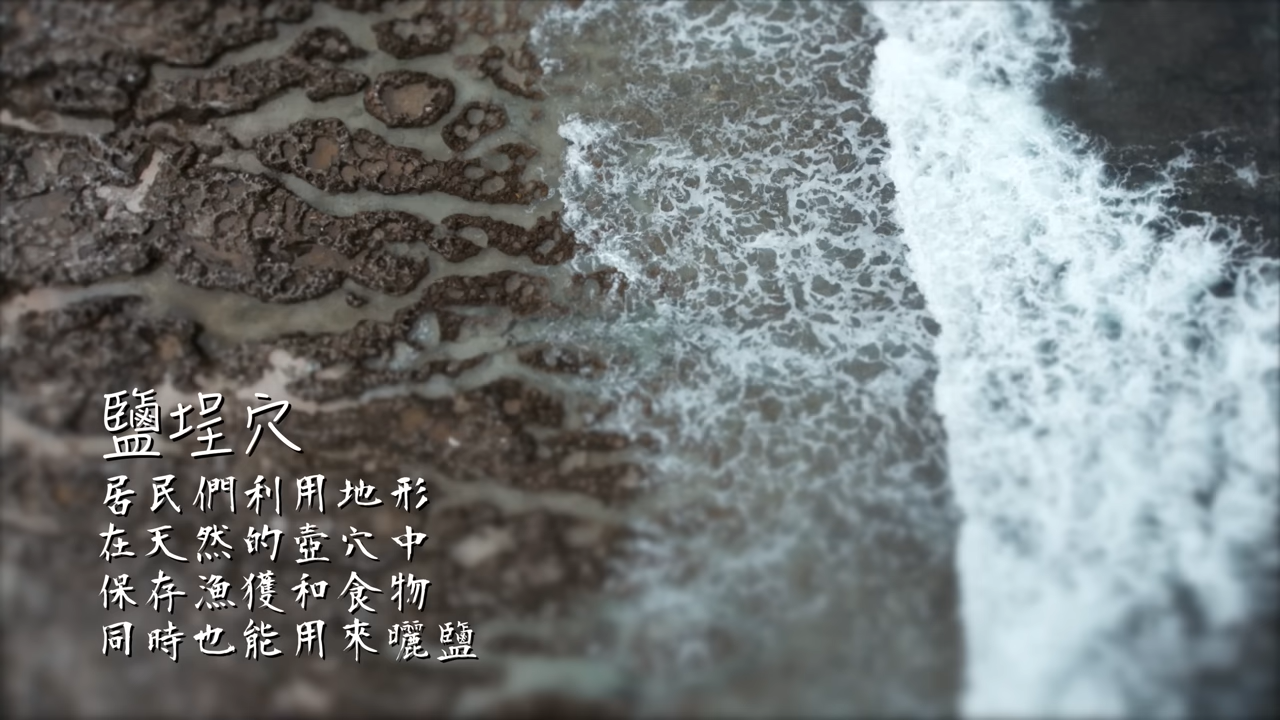 鹽埕穴
居民們利用地形
在天然的壺穴中
保存漁獲和食物
同時也能用來曬鹽